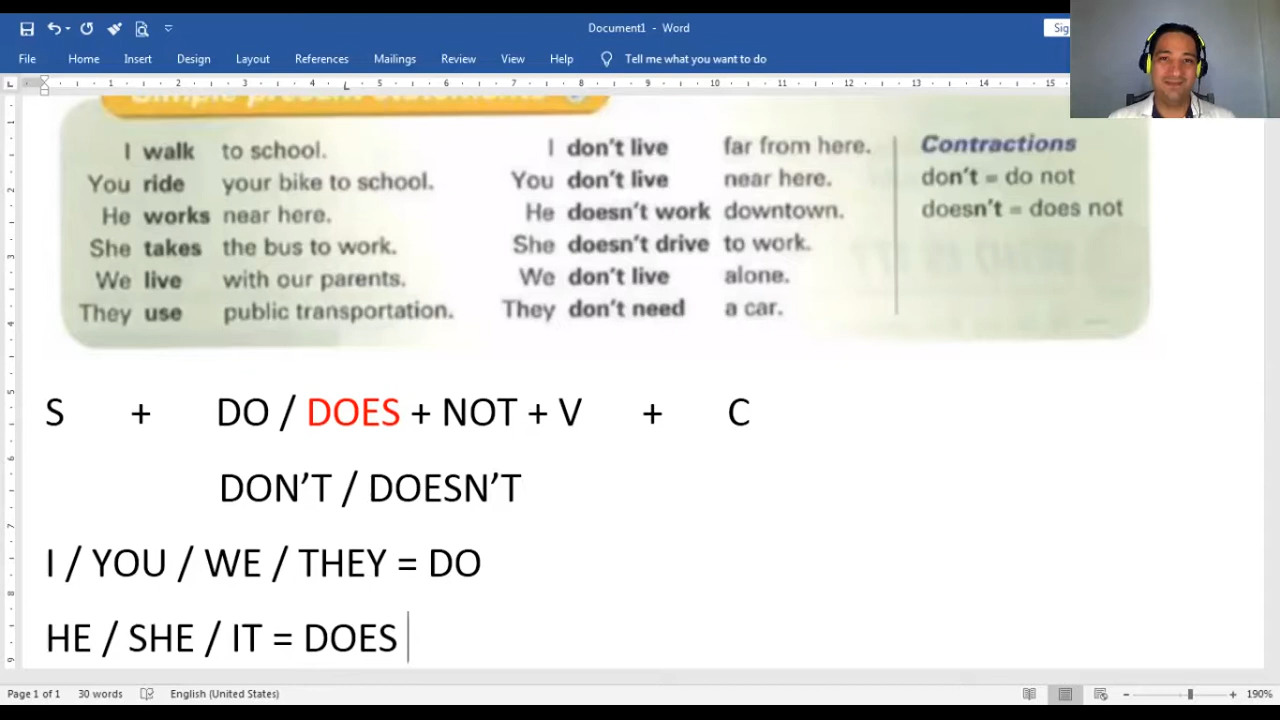 Document1 - Word
File Home Insert Design Layout References Mailings Review View Help Tell me what you want to do
Simple present statements
I walk to school. I don't live far from here. Contractions
You ride your bike to school. You don't live near here. don't = do not
He works near here. He doesn't work downtown. doesn't = does not
She takes the bus to work. She doesn't drive to work.
We live with our parents. We don't live alone.
They use public transportation. They don't need a car.
S + DO / DOES + NOT + V + C
DON’T / DOESN’T
I / YOU / WE / THEY = DO
HE / SHE / IT = DOES
Page 1 of 1 30 words English (United States) 190%